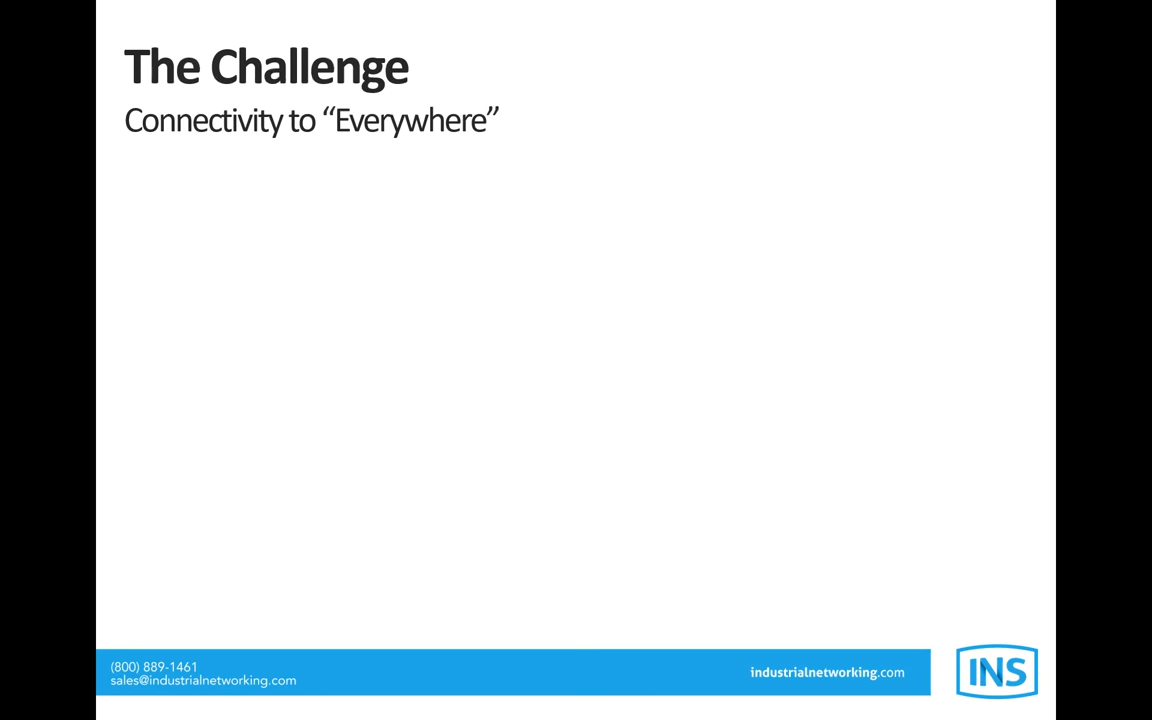 The Challenge
Connectivity to “Everywhere”
(800) 889-1461
sales@industrialnetworking.com
industrialnetworking.com
INS